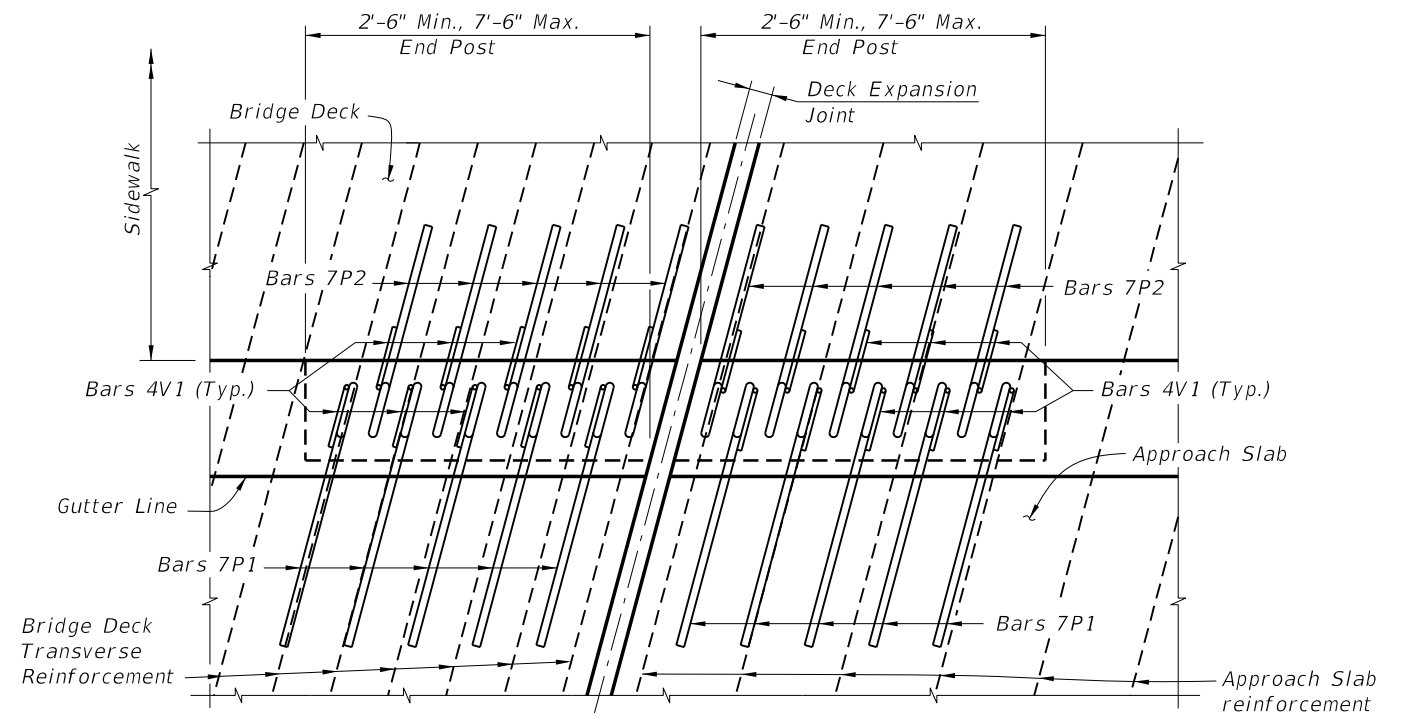 2'-6" Min., 7'-6" Max.
End Post
2'-6" Min., 7'-6" Max.
End Post
Deck Expansion
Joint
Bridge Deck
Sidewalk
Bars 7P2
Bars 7P2
Bars 4V1 (Typ.)
Bars 4V1 (Typ.)
Approach Slab
Gutter Line
Bars 7P1
Bars 7P1
Bridge Deck
Transverse
Reinforcement
Approach Slab
reinforcement